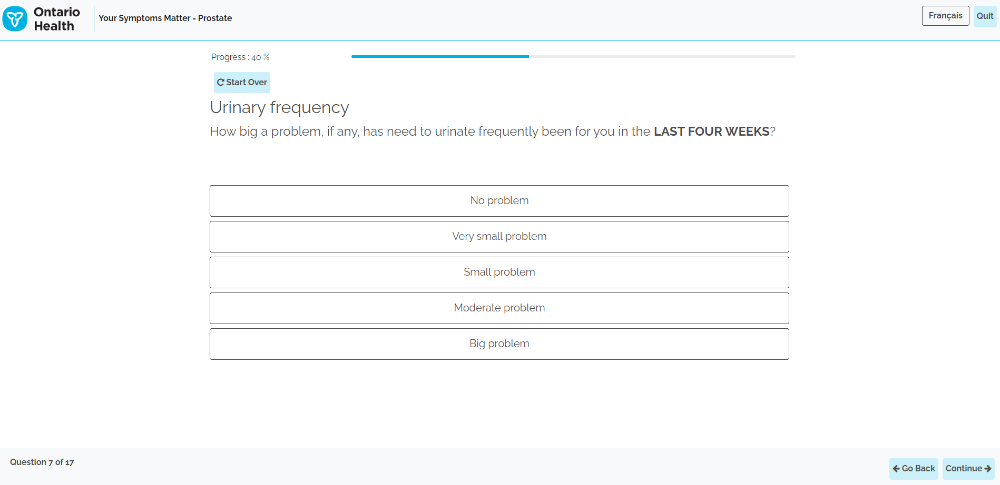 Ontario
Health
Your Symptoms Matter - Prostate
Français
Quit
Progress : 40 %
Start Over
Urinary frequency
How big a problem, if any, has need to urinate frequently been for you in the LAST FOUR WEEKS?
No problem
Very small problem
Small problem
Moderate problem
Big problem
Question 7 of 17
Go Back
Continue